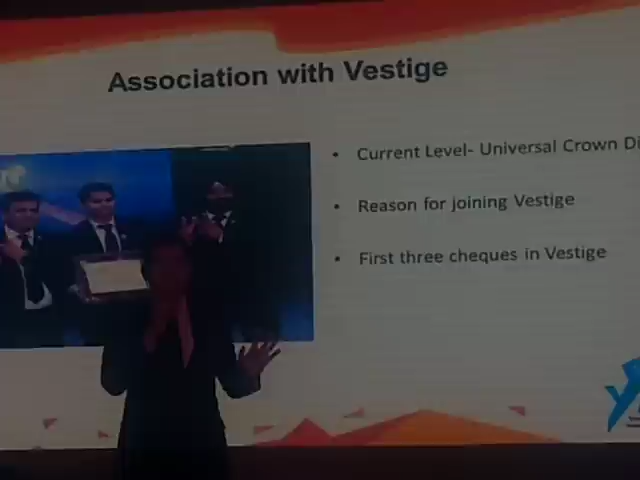 Association with Vestige
• Current Level- Universal Crown Di
• Reason for joining Vestige
• First three cheques in Vestige